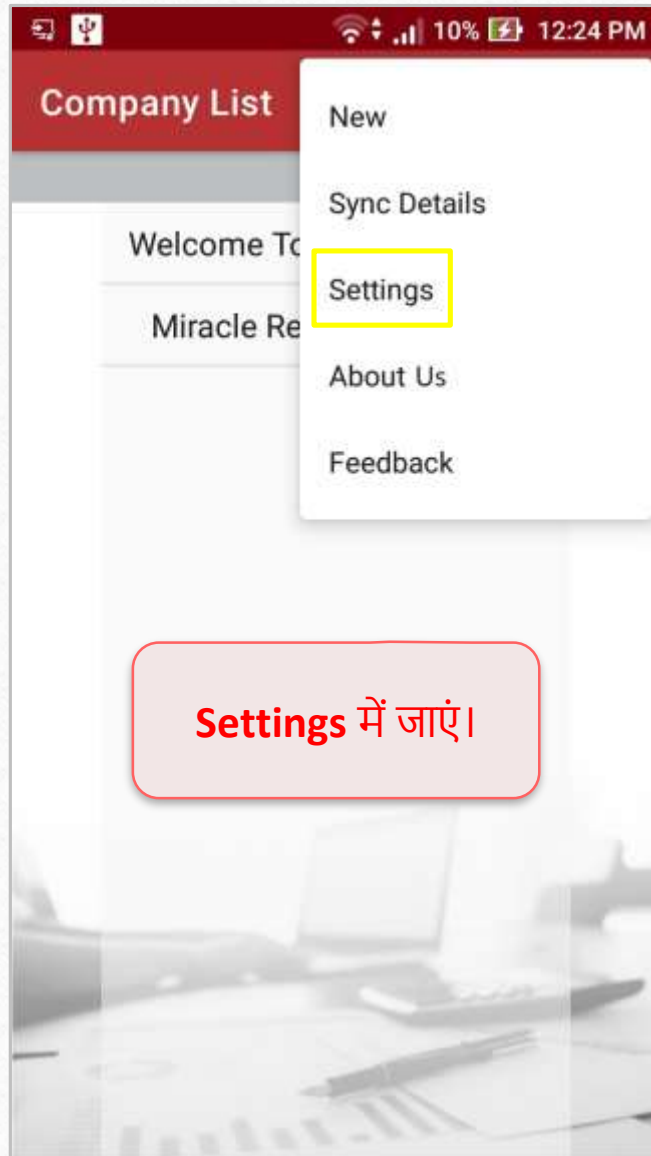 10% 12:24 PM
Company List
New
Sync Details
Welcome To
Settings
Miracle Re
About Us
Feedback
Settings में जाएं।